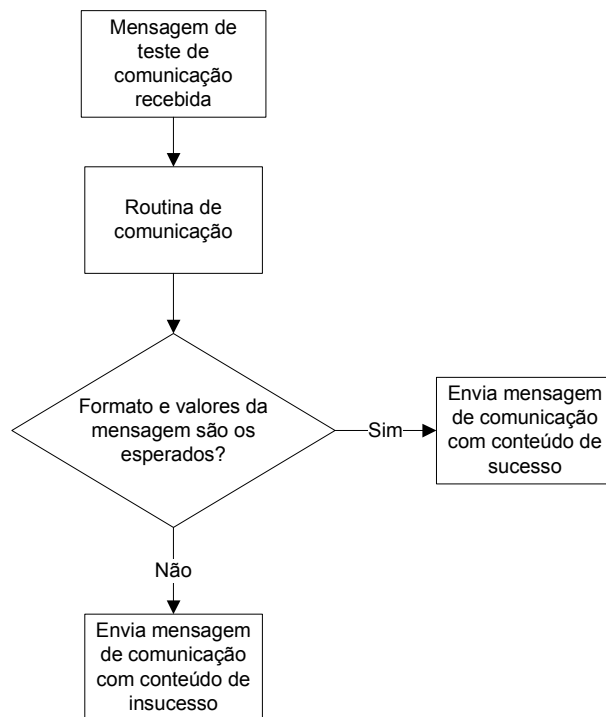 Mensagem de
teste de
comunicação
recebida
Routina de
comunicação
Formato e valores da
mensagem são os
esperados?
Sim
Envia mensagem
de comunicação
com conteúdo de
sucesso
Não
Envia mensagem
de comunicação
com conteúdo de
insucesso